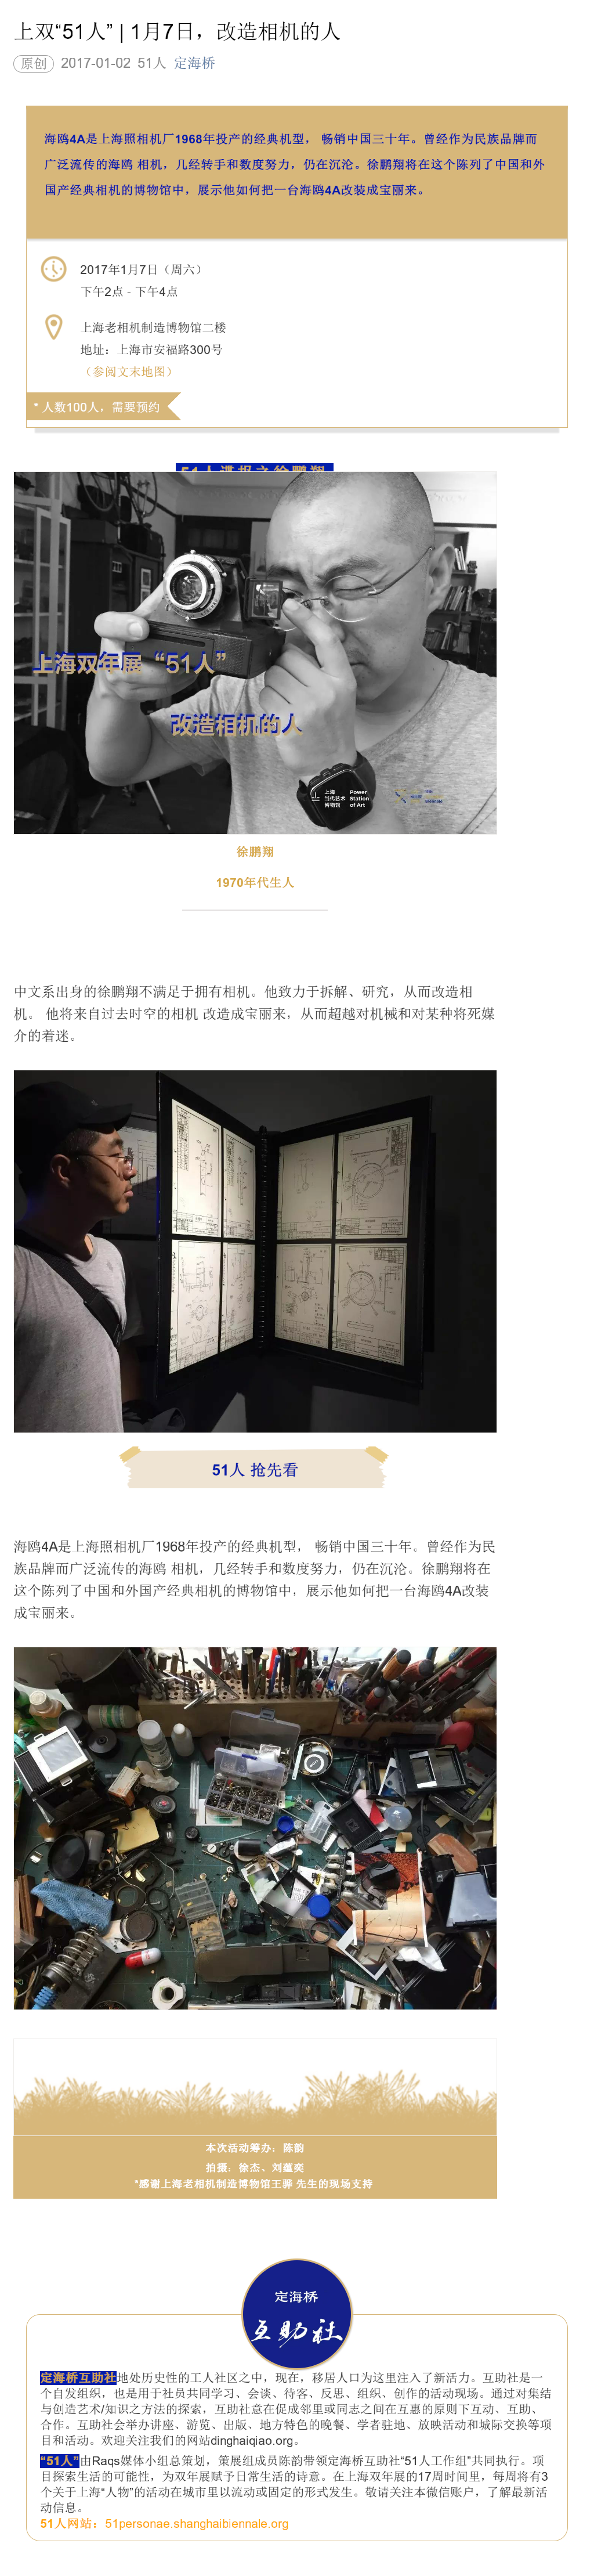 上双“51人” | 1月7日，改造相机的人
原创 2017-01-02 51人 定海桥
海鸥4A是上海照相机厂1968年投产的经典机型， 畅销中国三十年。曾经作为民族品牌而
广泛流传的海鸥 相机，几经转手和数度努力，仍在沉沦。徐鹏翔将在这个陈列了中国和外
国产经典相机的博物馆中，展示他如何把一台海鸥4A改装成宝丽来。
2017年1月7日（周六）
下午2点 - 下午4点
上海老相机制造博物馆二楼
地址：上海市安福路300号
（参阅文末地图）
* 人数100人，需要预约
51人谍报之徐鹏翔
上海双年展“51人”
改造相机的人
上海
当代艺术
博物馆
Power
Station
of Art
徐鹏翔
1970年代生人
中文系出身的徐鹏翔不满足于拥有相机。他致力于拆解、研究，从而改造相
机。 他将来自过去时空的相机 改造成宝丽来，从而超越对机械和对某种将死媒
介的着迷。
51人 抢先看
海鸥4A是上海照相机厂1968年投产的经典机型， 畅销中国三十年。曾经作为民
族品牌而广泛流传的海鸥 相机，几经转手和数度努力，仍在沉沦。徐鹏翔将在
这个陈列了中国和外国产经典相机的博物馆中，展示他如何把一台海鸥4A改装
成宝丽来。
本次活动筹办：陈韵
拍摄：徐杰、刘蕴奕
*感谢上海老相机制造博物馆王骅 先生的现场支持
定海桥
互助社
定海桥互助社地处历史性的工人社区之中，现在，移居人口为这里注入了新活力。互助社是一
个自发组织，也是用于社员共同学习、会谈、待客、反思、组织、创作的活动现场。通过对集结
与创造艺术/知识之方法的探索，互助社意在促成邻里或同志之间在互惠的原则下互动、互助、
合作。互助社会举办讲座、游览、出版、地方特色的晚餐、学者驻地、放映活动和城际交换等项
目和活动。欢迎关注我们的网站dinghaiqiao.org。
“51人”由Raqs媒体小组总策划，策展组成员陈韵带领定海桥互助社“51人工作组”共同执行。项
目探索生活的可能性，为双年展赋予日常生活的诗意。在上海双年展的17周时间里，每周将有3
个关于上海“人物”的活动在城市里以流动或固定的形式发生。敬请关注本微信账户，了解最新活
动信息。
51人网站：51personae.shanghaibiennale.org